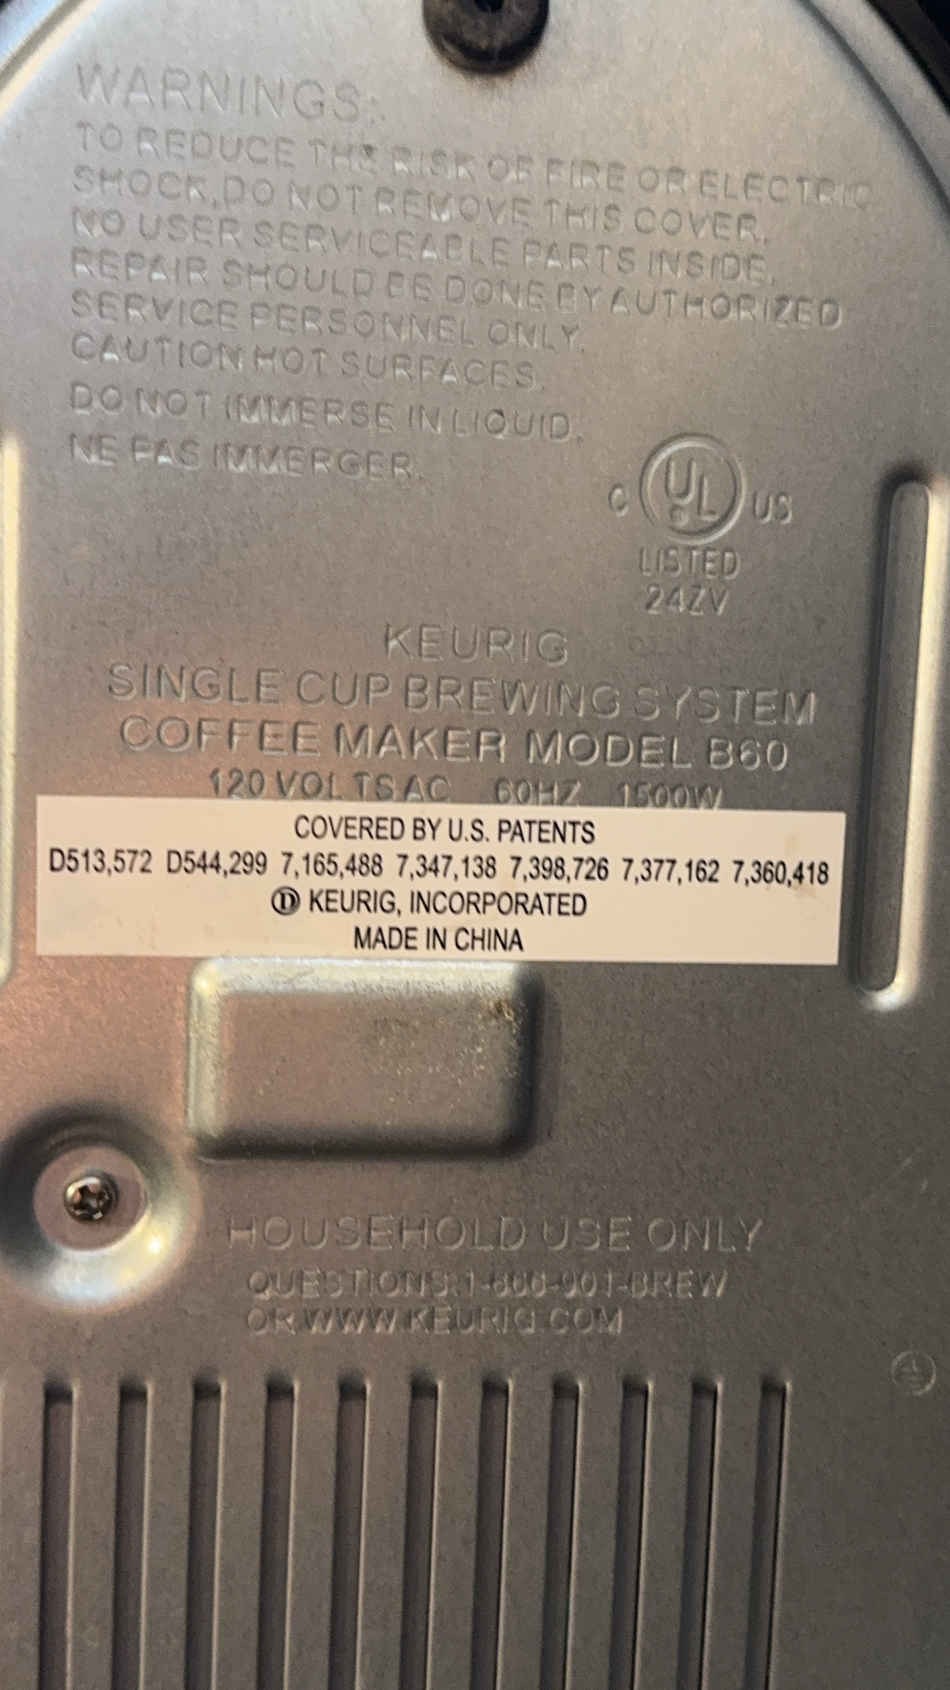 WARNINGS:
TO REDUCE THE RISK OF FIRE OR ELECTRIC
SHOCK, DO NOT REMOVE THIS COVER.
NO USER SERVICEABLE PARTS INSIDE.
REPAIR SHOULD BE DONE BY AUTHORIZED
SERVICE PERSONNEL ONLY.
CAUTION HOT SURFACES.
DO NOT IMMERSE IN LIQUID.
NE PAS IMMERGER.
C UL US
LISTED
24ZV
KEURIG
SINGLE CUP BREWING SYSTEM
COFFEE MAKER MODEL B60
120 VOLTS AC 60HZ 1500W
COVERED BY U.S. PATENTS
D513,572 D544,299 7,165,488 7,347,138 7,398,726 7,377,162 7,360,418
D KEURIG, INCORPORATED
MADE IN CHINA
HOUSEHOLD USE ONLY
QUESTIONS:1-866-901-BREW
OR WWW.KEURIG.COM